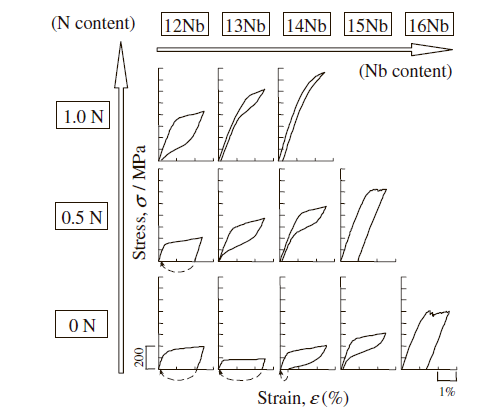 (N content)
12Nb 13Nb 14Nb 15Nb 16Nb
(Nb content)
1.0 N
0.5 N
0 N
Stress, σ / MPa
200
1%
Strain, ε (%)